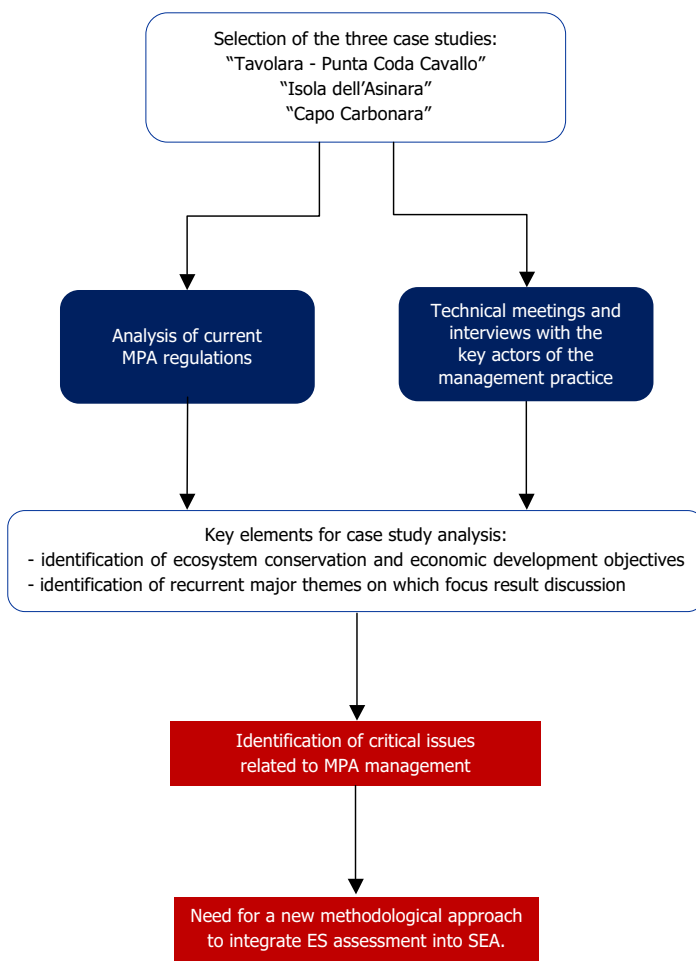 Selection of the three case studies:
“Tavolara - Punta Coda Cavallo”
“Isola dell’Asinara”
“Capo Carbonara”
Analysis of current
MPA regulations
Technical meetings and
interviews with the
key actors of the
management practice
Key elements for case study analysis:
- identification of ecosystem conservation and economic development objectives
- identification of recurrent major themes on which focus result discussion
Identification of critical issues
related to MPA management
Need for a new methodological approach
to integrate ES assessment into SEA.